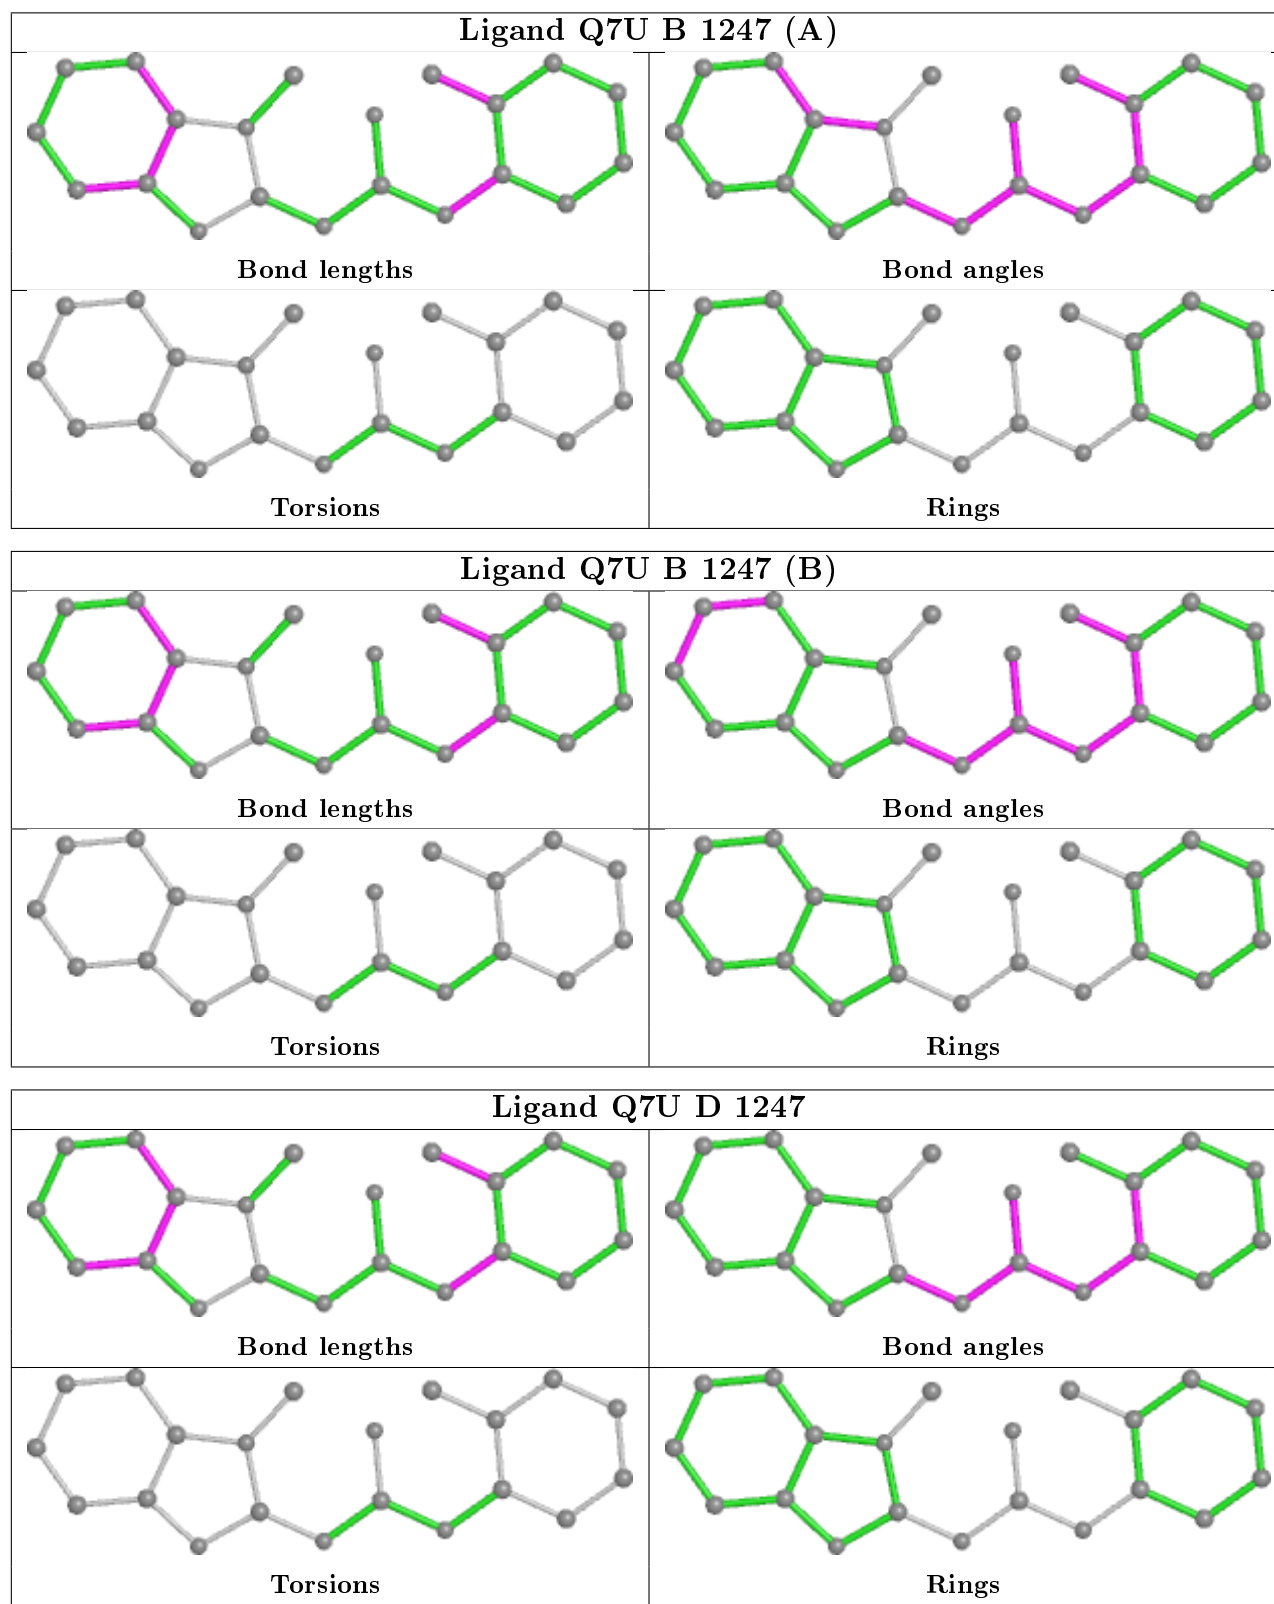 Ligand Q7U B 1247 (A)
Bond lengths
Bond angles
Torsions
Rings
Ligand Q7U B 1247 (B)
Bond lengths
Bond angles
Torsions
Rings
Ligand Q7U D 1247
Bond lengths
Bond angles
Torsions
Rings